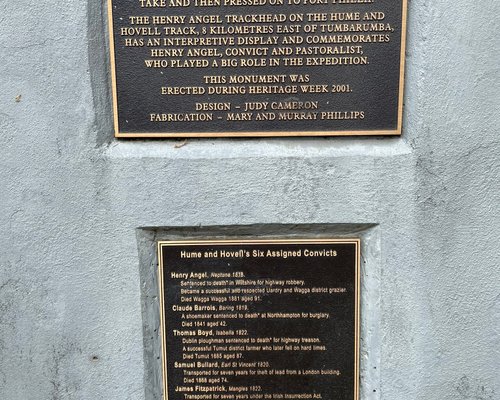 TAKE AND THEN PRESSED ON TO PORT PHILLIP.
THE HENRY ANGEL TRACKHEAD ON THE HUME AND
HOVELL TRACK, 8 KILOMETRES EAST OF TUMBARUMBA,
HAS AN INTERPRETIVE DISPLAY AND COMMEMORATES
HENRY ANGEL, CONVICT AND PASTORALIST,
WHO PLAYED A BIG ROLE IN THE EXPEDITION.
THIS MONUMENT WAS
ERECTED DURING HERITAGE WEEK 2001.
DESIGN – JUDY CAMERON
FABRICATION – MARY AND MURRAY PHILLIPS
Hume and Hovell's Six Assigned Convicts
Henry Angel, Neptune 1818.
Sentenced to death* in Wiltshire for highway robbery.
Became a successful and respected Uardry and Wagga district grazier.
Died Wagga Wagga 1881 aged 91.
Claude Barrois, Baring 1819.
A shoemaker sentenced to death* at Northampton for burglary.
Died 1841 aged 42.
Thomas Boyd, Isabella 1822.
Dublin ploughman sentenced to death* for highway treason.
A successful Tumut district farmer who later fell on hard times.
Died Tumut 1885 aged 87.
Samuel Bullard, Earl St Vincent 1820.
Transported for seven years for theft of lead from a London building.
Died 1868 aged 74.
James Fitzpatrick, Mangles 1822.
Transported for seven years under the Irish Insurrection Act.